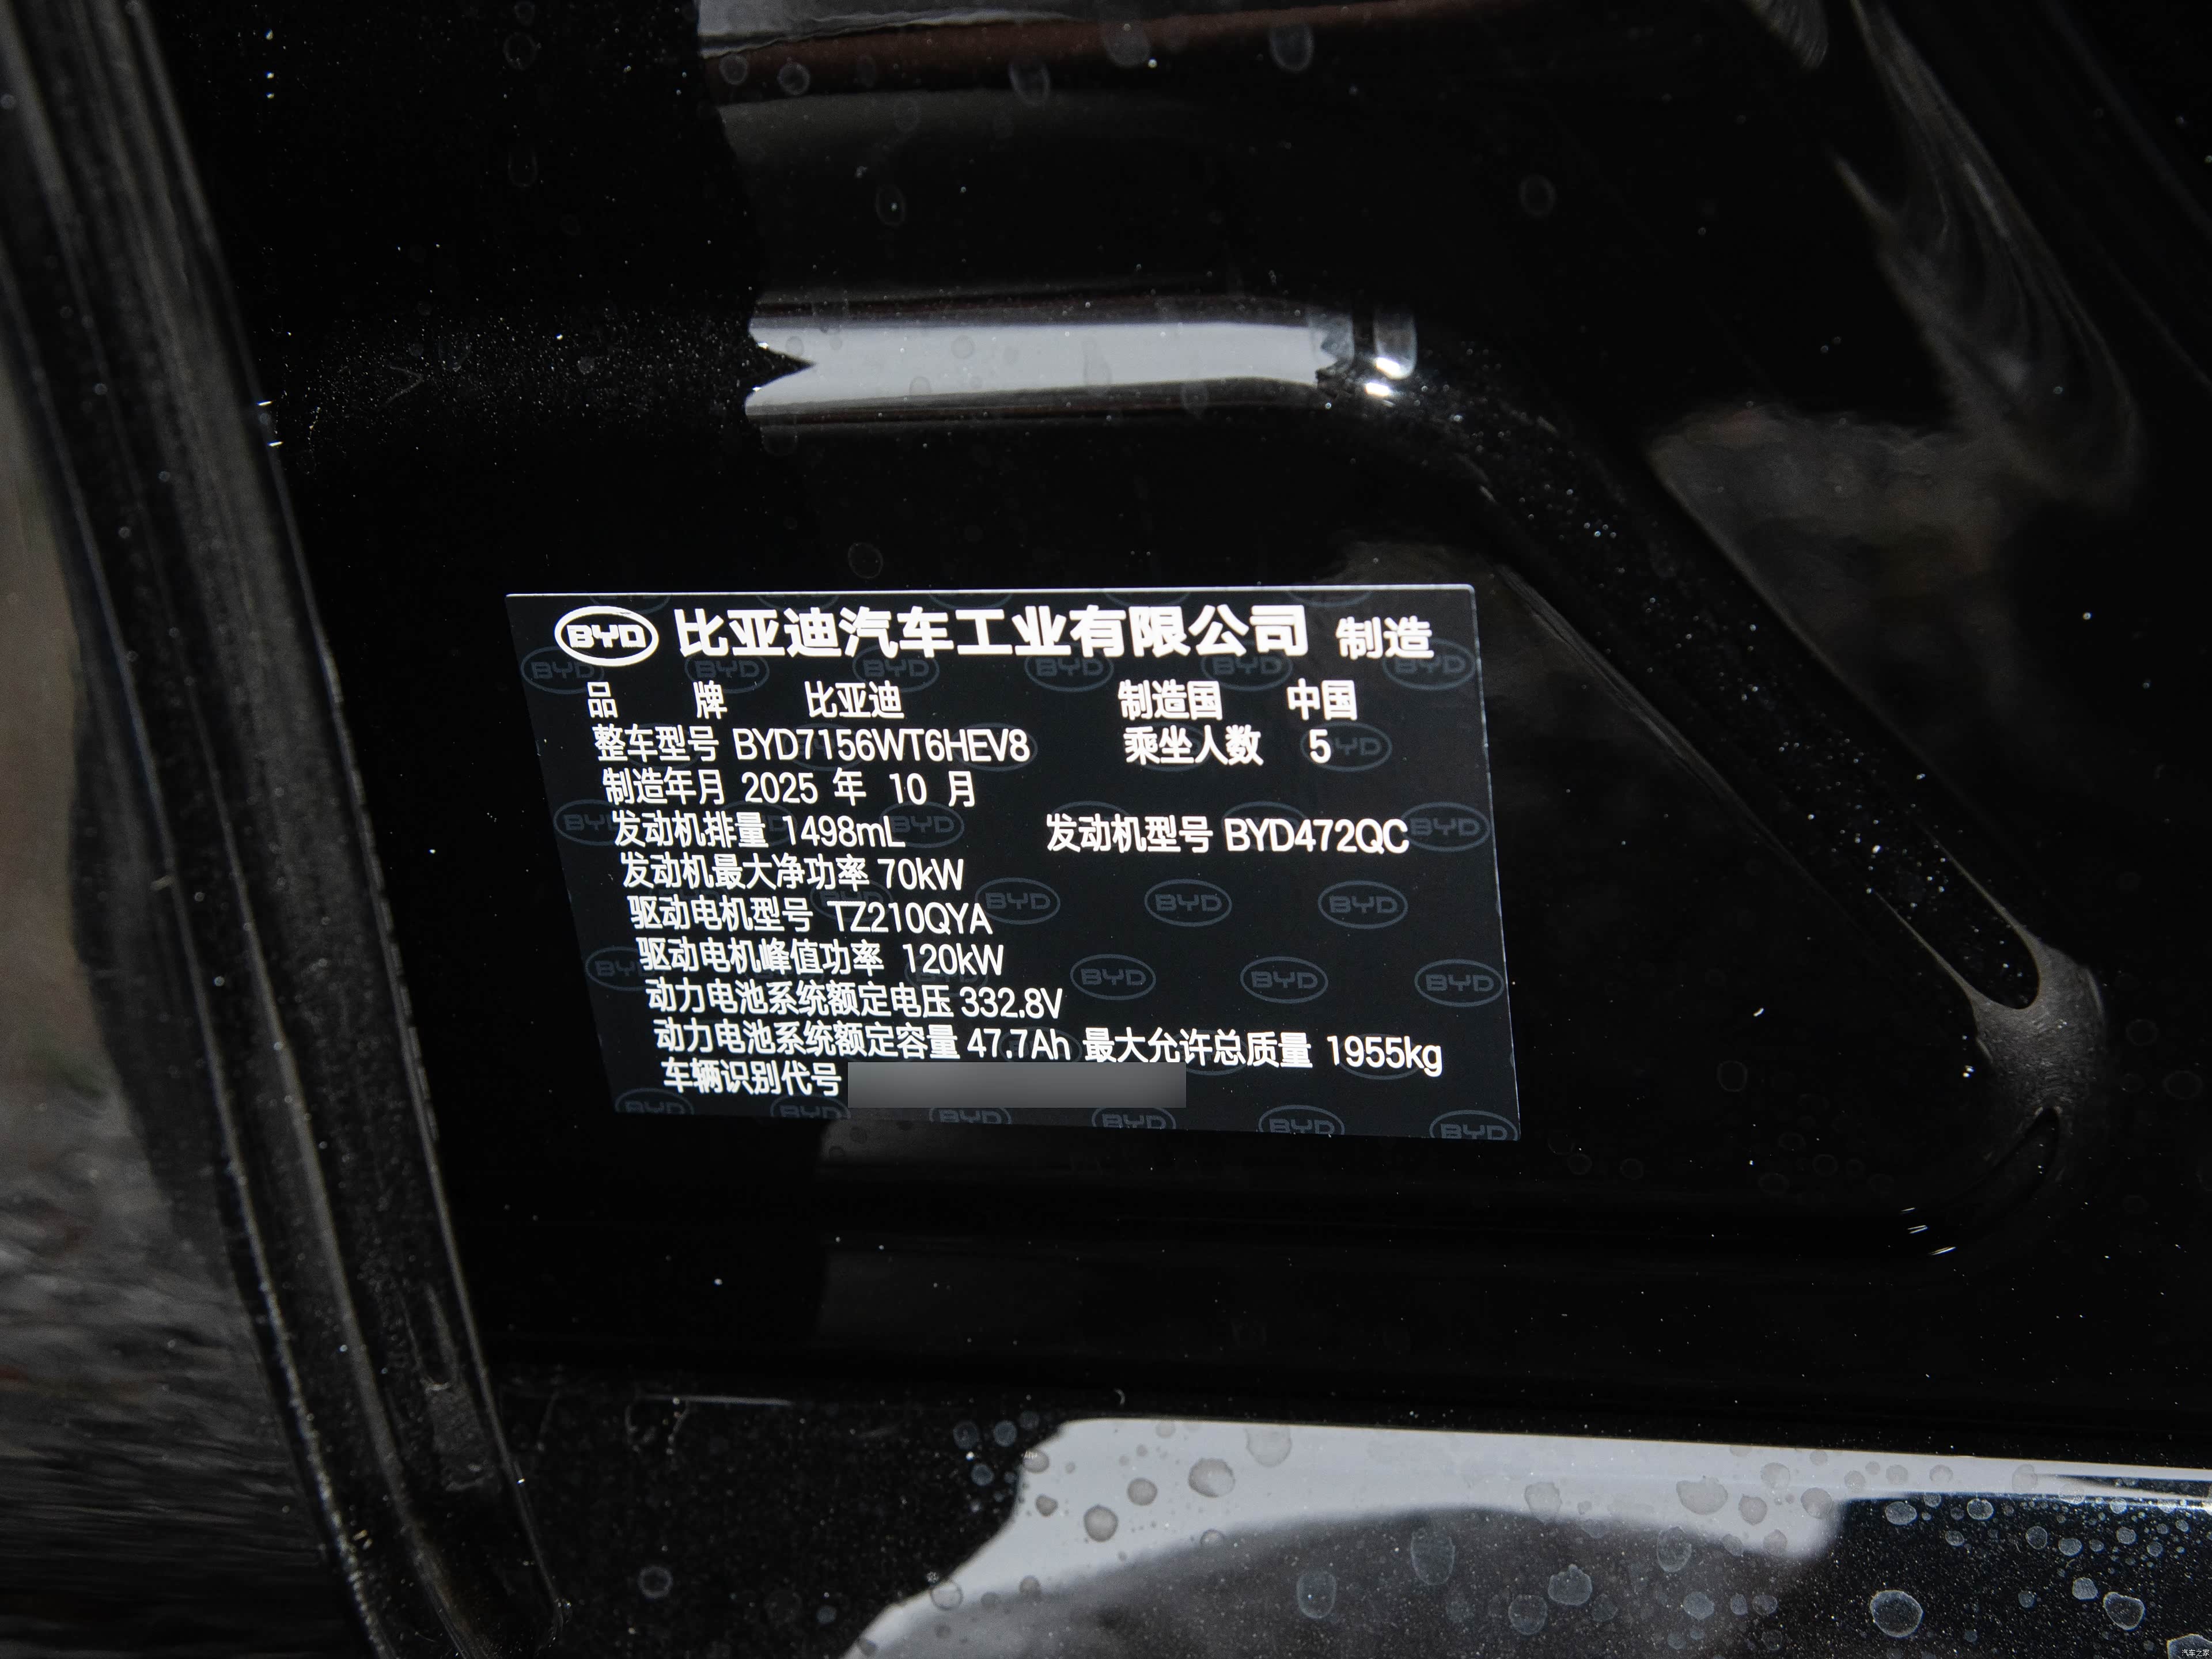 BYD 比亚迪汽车工业有限公司 制造
品 牌 比亚迪 制造国 中国
整车型号 BYD7156WT6HEV8 乘坐人数 5
制造年月 2025 年 10 月
发动机排量 1498mL 发动机型号 BYD472QC
发动机最大净功率 70kW
驱动电机型号 TZ210QYA
驱动电机峰值功率 120kW
动力电池系统额定电压 332.8V
动力电池系统额定容量 47.7Ah 最大允许总质量 1955kg
车辆识别代号
汽车之家